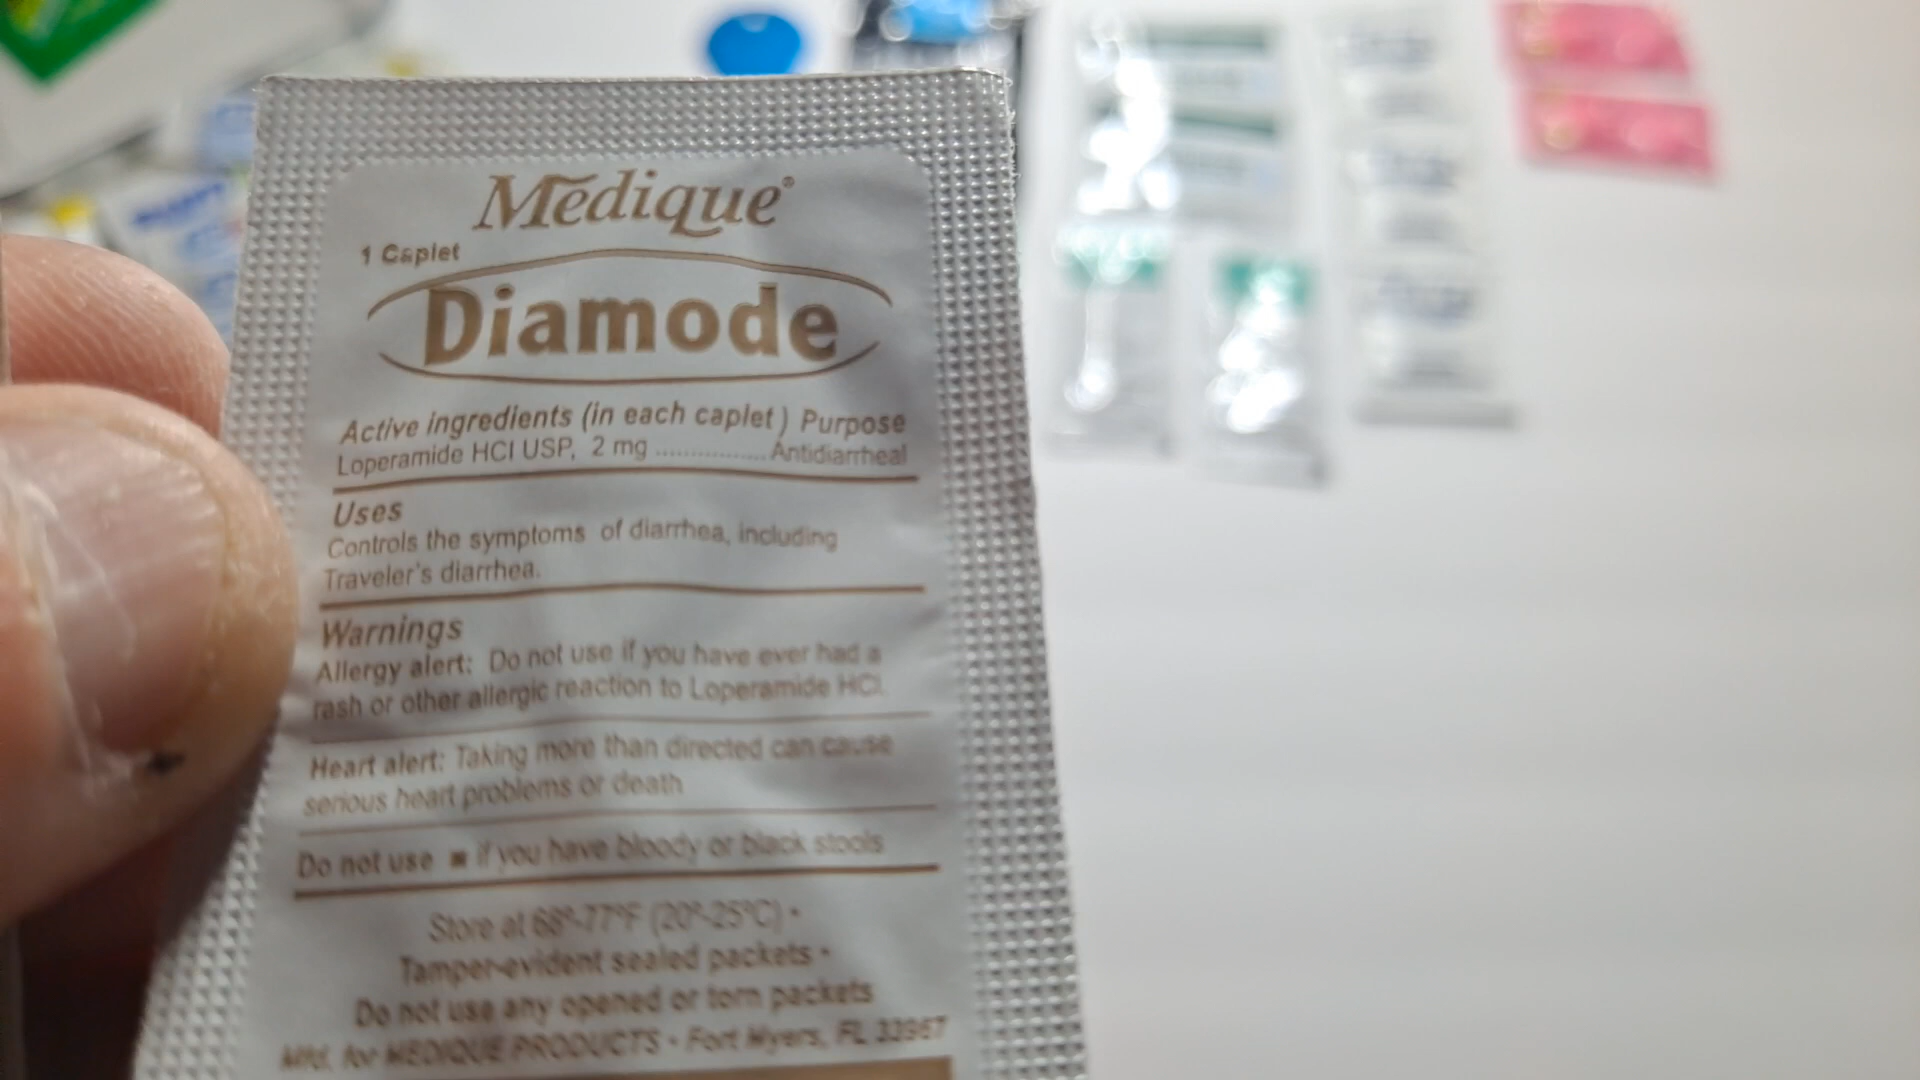 Medique®
1 Caplet
Diamode
Active ingredients (in each caplet) Purpose
Loperamide HCl USP, 2 mg ................ Antidiarrheal
Uses
Controls the symptoms of diarrhea, including
Traveler's diarrhea.
Warnings
Allergy alert: Do not use if you have ever had a
rash or other allergic reaction to Loperamide HCl.
Heart alert: Taking more than directed can cause
serious heart problems or death
Do not use ■ if you have bloody or black stools
Store at 68º-77ºF (20º-25ºC) •
Tamper-evident sealed packets •
Do not use any opened or torn packets
Mfd. for MEDIQUE PRODUCTS • Fort Myers, FL 33967